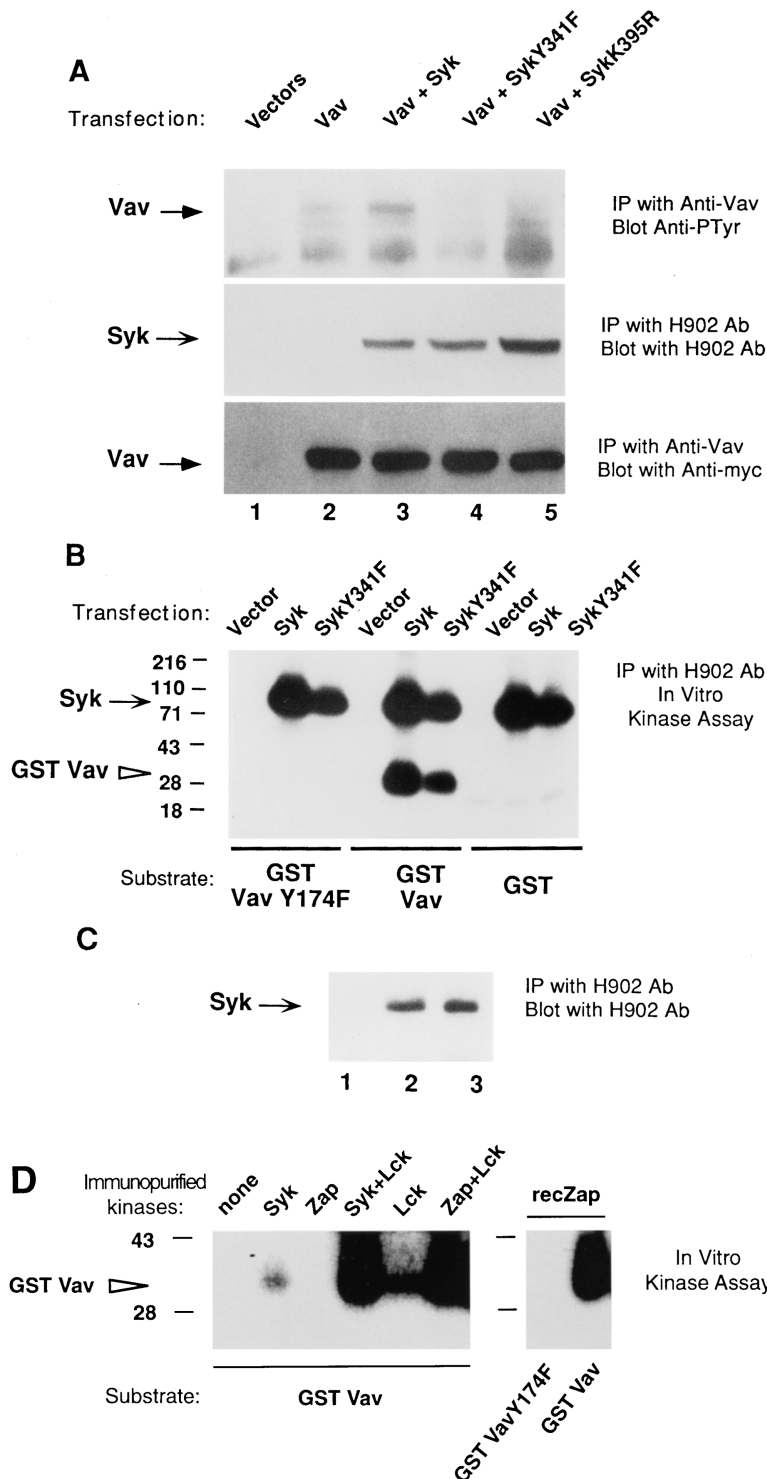 A
Transfection:
Vectors
Vav
Vav + Syk
Vav + SykY341F
Vav + SykK395R
Vav
IP with Anti-Vav
Blot Anti-PTyr
Syk
IP with H902 Ab
Blot with H902 Ab
Vav
IP with Anti-Vav
Blot with Anti-myc
1 2 3 4 5
B
Transfection:
Vector
Syk
SykY341F
Vector
Syk
SykY341F
Vector
Syk
SykY341F
216
110
Syk
71
43
GST Vav
28
18
IP with H902 Ab
In Vitro
Kinase Assay
Substrate:
GST
Vav Y174F
GST
Vav
GST
C
Syk
IP with H902 Ab
Blot with H902 Ab
1 2 3
D
Immunopurified
kinases:
none
Syk
Zap
Syk+Lck
Lck
Zap+Lck
recZap
43
GST Vav
28
In Vitro
Kinase Assay
Substrate:
GST Vav
GST VavY174F
GST Vav